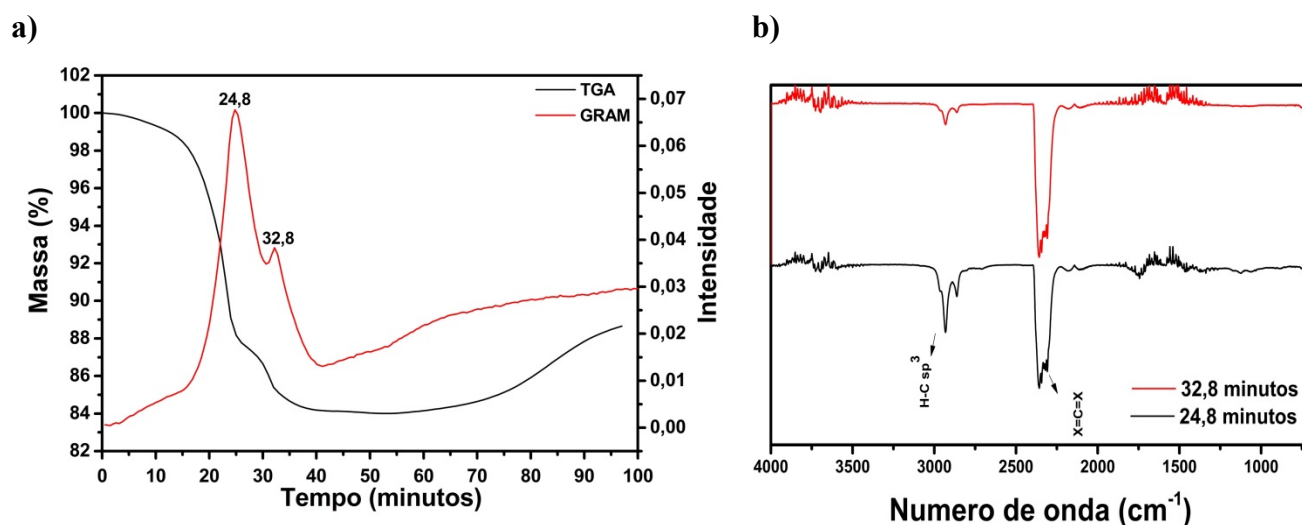 a)
102
100
98
96
94
92
90
88
86
84
82
Massa (%)
24,8
32,8
TGA
GRAM
0,07
0,06
0,05
0,04
0,03
0,02
0,01
0,00
Intensidade
0 10 20 30 40 50 60 70 80 90 100
Tempo (minutos)
b)
H-C sp³
X=C=X
32,8 minutos
24,8 minutos
4000 3500 3000 2500 2000 1500 1000
Numero de onda (cm⁻¹)